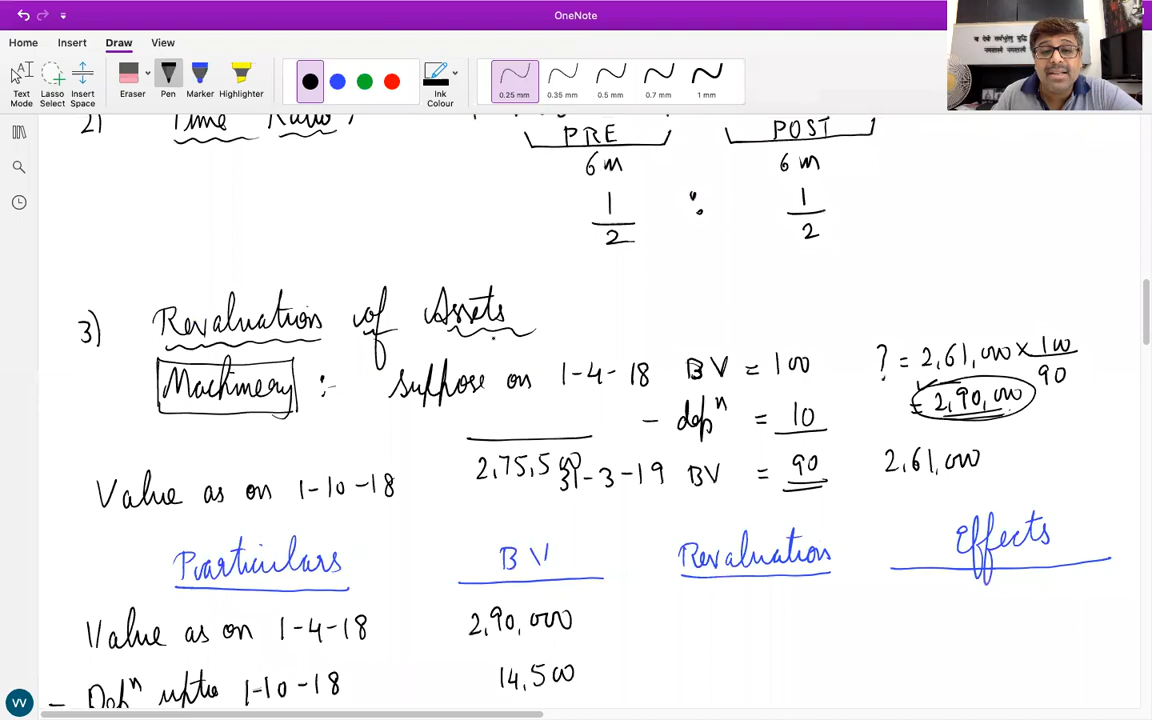 OneNote
Home Insert Draw View
Text Mode
Lasso Select
Insert Space
Eraser
Pen
Marker
Highlighter
Ink Colour
0.25 mm 0.35 mm 0.5 mm 0.7 mm 1 mm
2) Time Ratio
PRE POST
6m 6m
1/2 : 1/2
3) Revaluation of Assets
Machinery :- suppose on 1-4-18 BV = 100 ? = 2,61,000 × 100/90
- depn = 10 = 2,90,000
31-3-19 BV = 90 2,61,000
2,75,500
Value as on 1-10-18
Particulars BV Revaluation Effects
Value as on 1-4-18 2,90,000
- Depn upto 1-10-18 14,500
VV